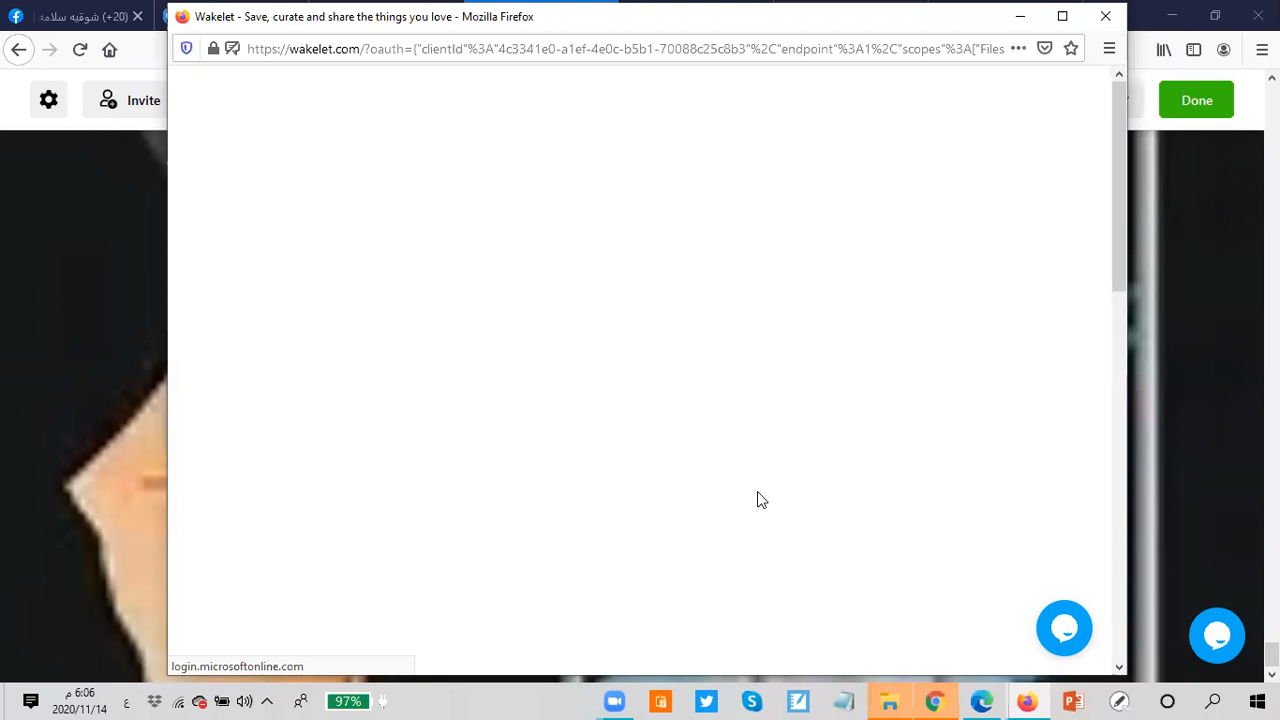 Wakelet - Save, curate and share the things you love - Mozilla Firefox
(20+) شوقيه سلامه
https://wakelet.com/?oauth={"clientId"%3A"4c3341e0-a1ef-4e0c-b5b1-70088c25c8b3"%2C"endpoint"%3A1%2C"scopes"%3A["Files
Invite
Done
login.microsoftonline.com
6:06 م
2020/11/14
ع
97%